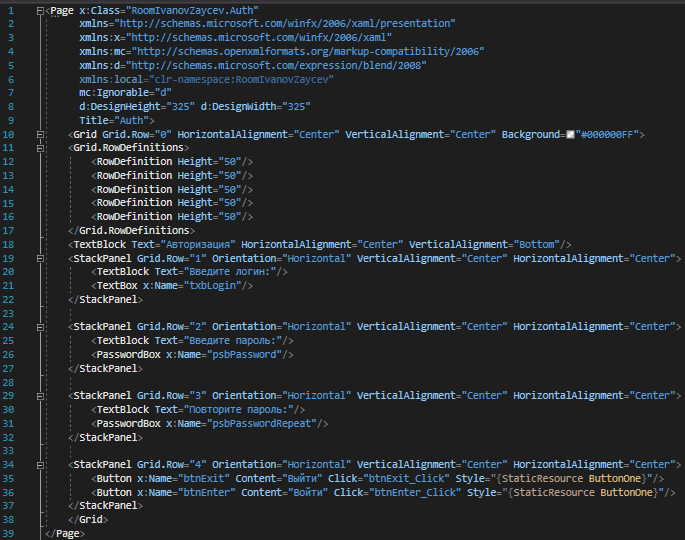 1 <Page x:Class="RoomIvanovZaycev.Auth"
2 xmlns="http://schemas.microsoft.com/winfx/2006/xaml/presentation"
3 xmlns:x="http://schemas.microsoft.com/winfx/2006/xaml"
4 xmlns:mc="http://schemas.openxmlformats.org/markup-compatibility/2006"
5 xmlns:d="http://schemas.microsoft.com/expression/blend/2008"
6 xmlns:local="clr-namespace:RoomIvanovZaycev"
7 mc:Ignorable="d"
8 d:DesignHeight="325" d:DesignWidth="325"
9 Title="Auth">
10 <Grid Grid.Row="0" HorizontalAlignment="Center" VerticalAlignment="Center" Background="#000000FF">
11 <Grid.RowDefinitions>
12 <RowDefinition Height="50"/>
13 <RowDefinition Height="50"/>
14 <RowDefinition Height="50"/>
15 <RowDefinition Height="50"/>
16 <RowDefinition Height="50"/>
17 </Grid.RowDefinitions>
18 <TextBlock Text="Авторизация" HorizontalAlignment="Center" VerticalAlignment="Bottom"/>
19 <StackPanel Grid.Row="1" Orientation="Horizontal" VerticalAlignment="Center" HorizontalAlignment="Center">
20 <TextBlock Text="Введите логин:"/>
21 <TextBox x:Name="txbLogin"/>
22 </StackPanel>
23
24 <StackPanel Grid.Row="2" Orientation="Horizontal" VerticalAlignment="Center" HorizontalAlignment="Center">
25 <TextBlock Text="Введите пароль:"/>
26 <PasswordBox x:Name="psbPassword"/>
27 </StackPanel>
28
29 <StackPanel Grid.Row="3" Orientation="Horizontal" VerticalAlignment="Center" HorizontalAlignment="Center">
30 <TextBlock Text="Повторите пароль:"/>
31 <PasswordBox x:Name="psbPasswordRepeat"/>
32 </StackPanel>
33
34 <StackPanel Grid.Row="4" Orientation="Horizontal" VerticalAlignment="Center" HorizontalAlignment="Center">
35 <Button x:Name="btnExit" Content="Выйти" Click="btnExit_Click" Style="{StaticResource ButtonOne}"/>
36 <Button x:Name="btnEnter" Content="Войти" Click="btnEnter_Click" Style="{StaticResource ButtonOne}"/>
37 </StackPanel>
38 </Grid>
39 </Page>